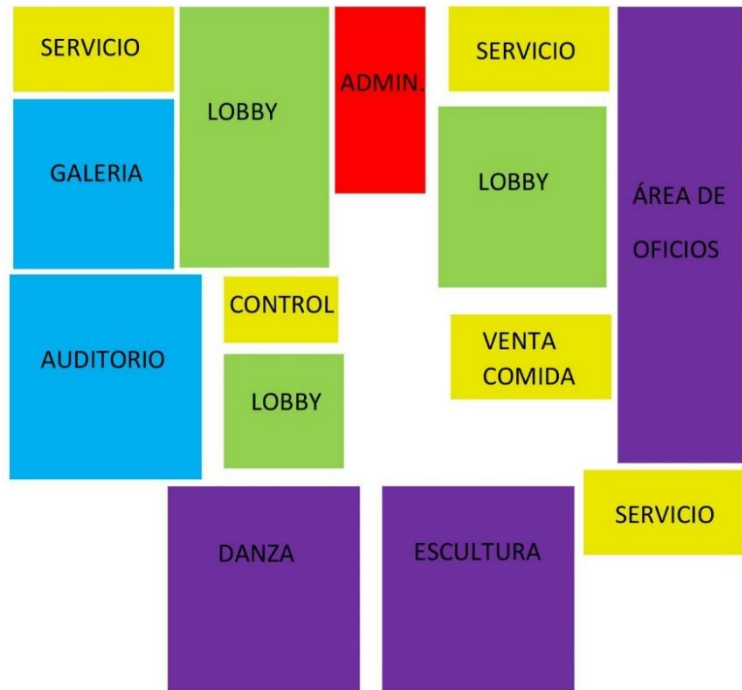 SERVICIO
LOBBY
ADMIN.
SERVICIO
GALERIA
LOBBY
ÁREA DE
OFICIOS
CONTROL
AUDITORIO
VENTA
COMIDA
LOBBY
SERVICIO
DANZA
ESCULTURA